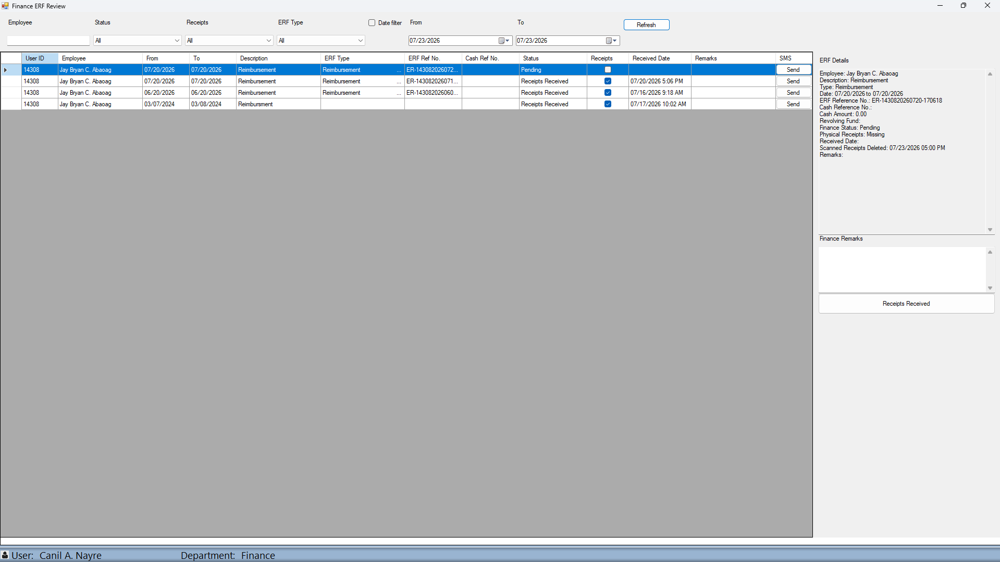 Finance ERF Review
Employee Status Receipts ERF Type Date filter From To Refresh
All All All 07/23/2026 07/23/2026
User ID Employee From To Description ERF Type ERF Ref No. Cash Ref No. Status Receipts Received Date Remarks SMS
14308 Jay Bryan C. Abaoag 07/20/2026 07/20/2026 Reimbursement Reimbursement ... ER-143082026072... Pending Send
14308 Jay Bryan C. Abaoag 07/20/2026 07/20/2026 Reimbursement Reimbursement ... ER-143082026071... Receipts Received 07/20/2026 5:06 PM Send
14308 Jay Bryan C. Abaoag 06/20/2026 06/20/2026 Reimbursement Reimbursement ... ER-143082026060... Receipts Received 07/16/2026 9:18 AM Send
14308 Jay Bryan C. Abaoag 03/07/2024 03/08/2024 Reimbursment Receipts Received 07/17/2026 10:02 AM Send
ERF Details
Employee: Jay Bryan C. Abaoag
Description: Reimbursement
Type: Reimbursement
Date: 07/20/2026 to 07/20/2026
ERF Reference No.: ER-1430820260720-170618
Cash Reference No.:
Cash Amount: 0.00
Revolving Fund:
Finance Status: Pending
Physical Receipts: Missing
Received Date:
Scanned Receipts Deleted: 07/23/2026 05:00 PM
Remarks:
Finance Remarks
Receipts Received
User: Canil A. Nayre Department: Finance